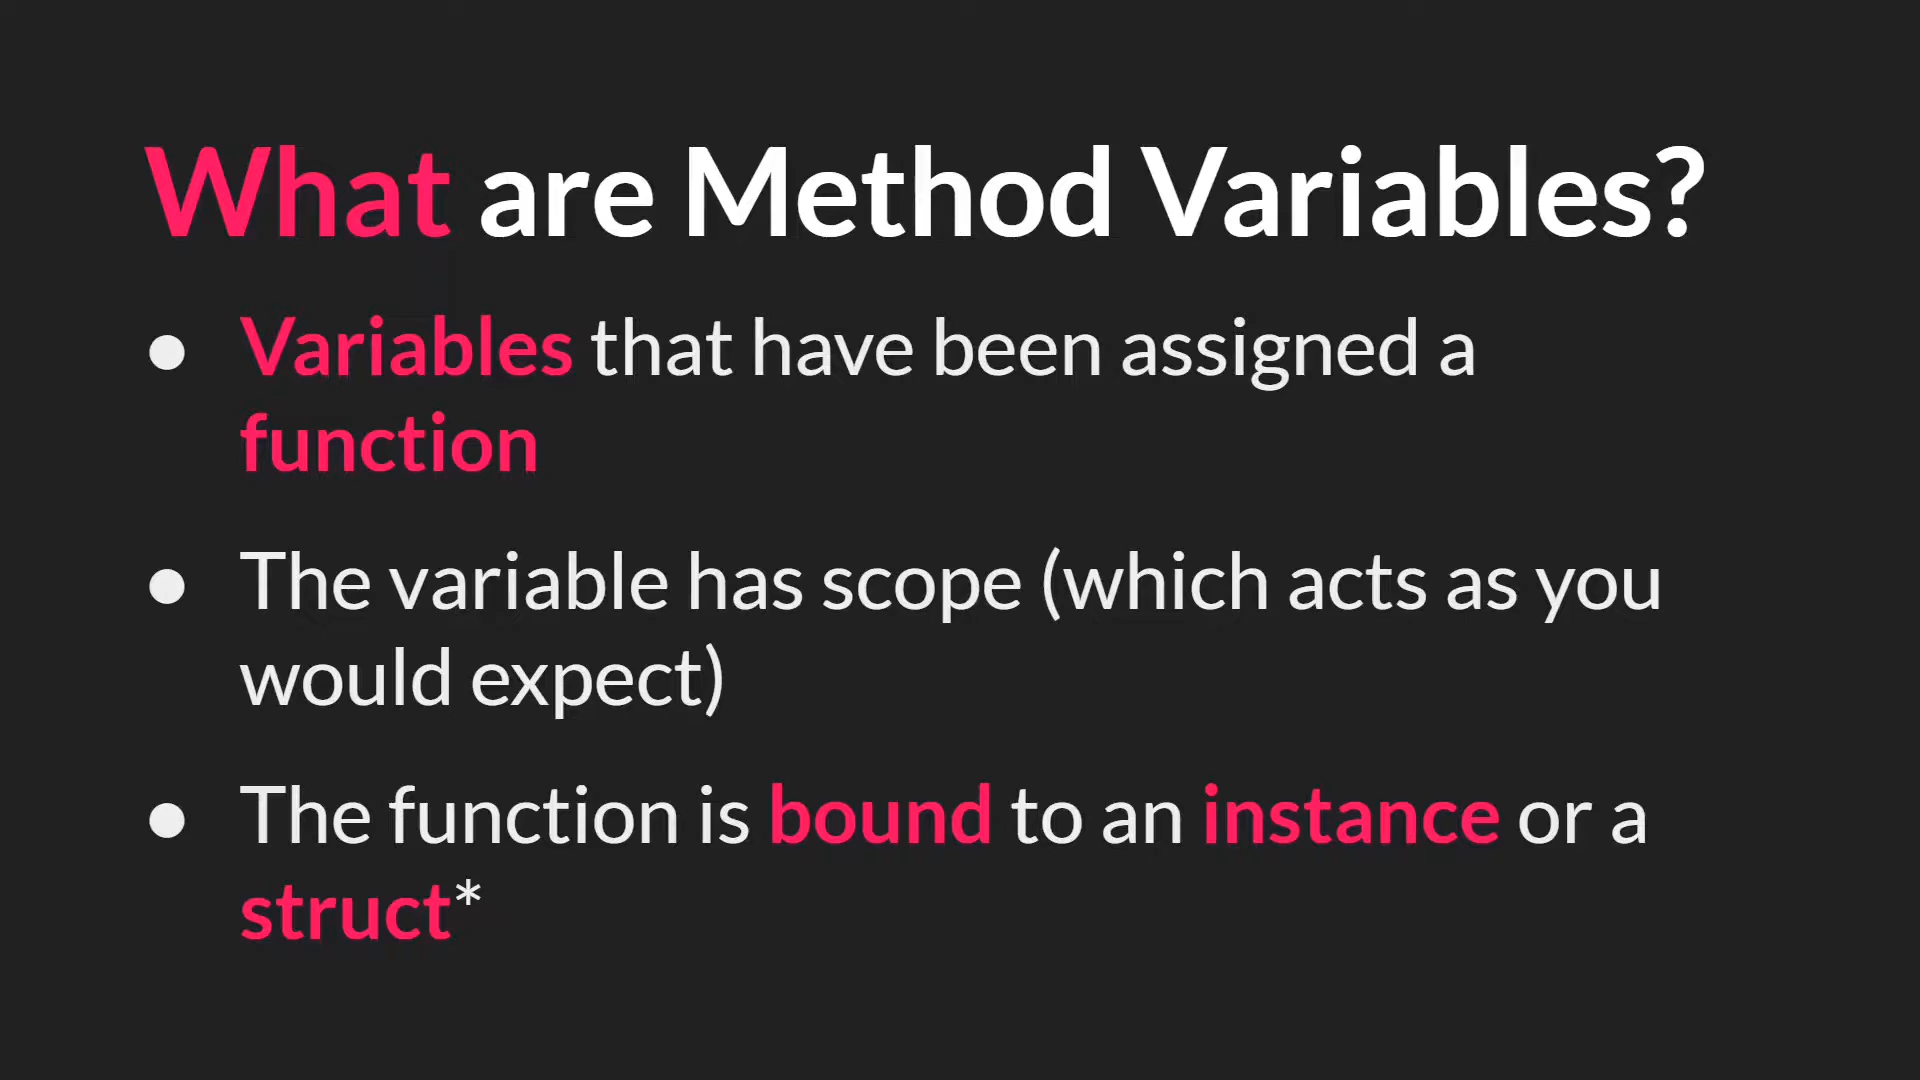 What are Method Variables?
● Variables that have been assigned a
function
● The variable has scope (which acts as you
would expect)
● The function is bound to an instance or a
struct*